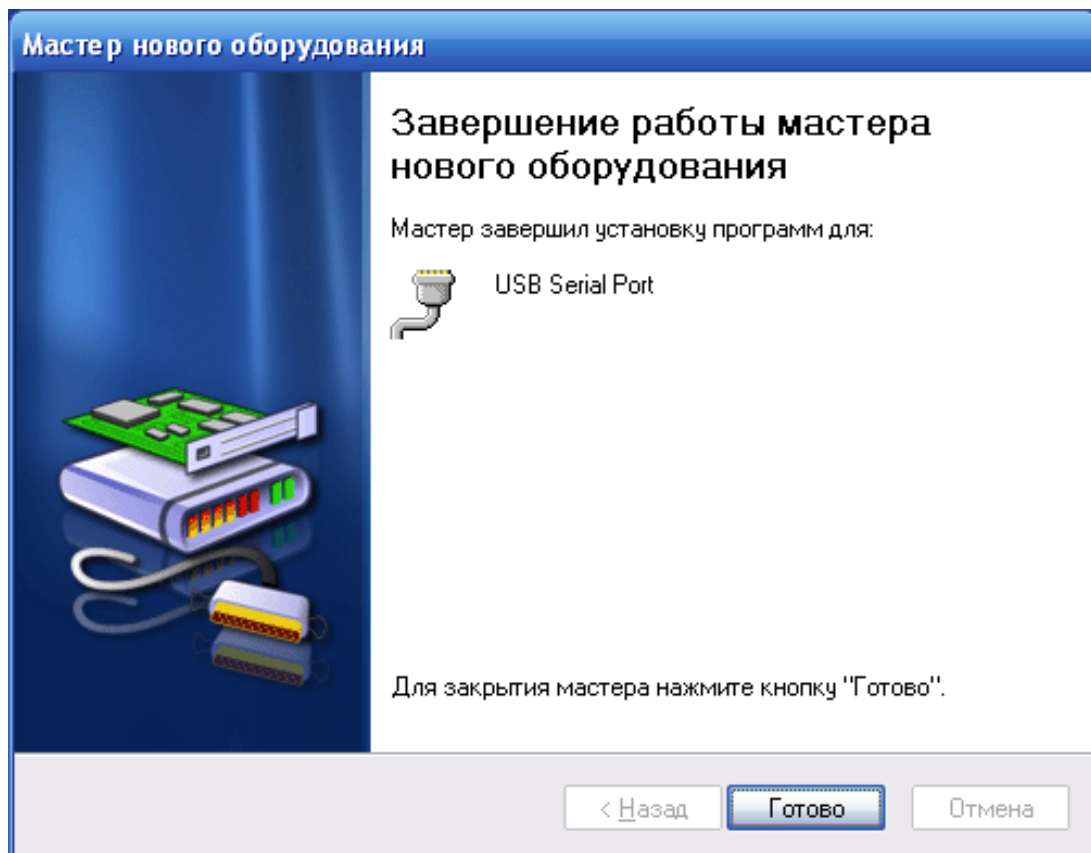 Мастер нового оборудования
Завершение работы мастера
нового оборудования
Мастер завершил установку программ для:
USB Serial Port
Для закрытия мастера нажмите кнопку "Готово".
< Назад
Готово
Отмена